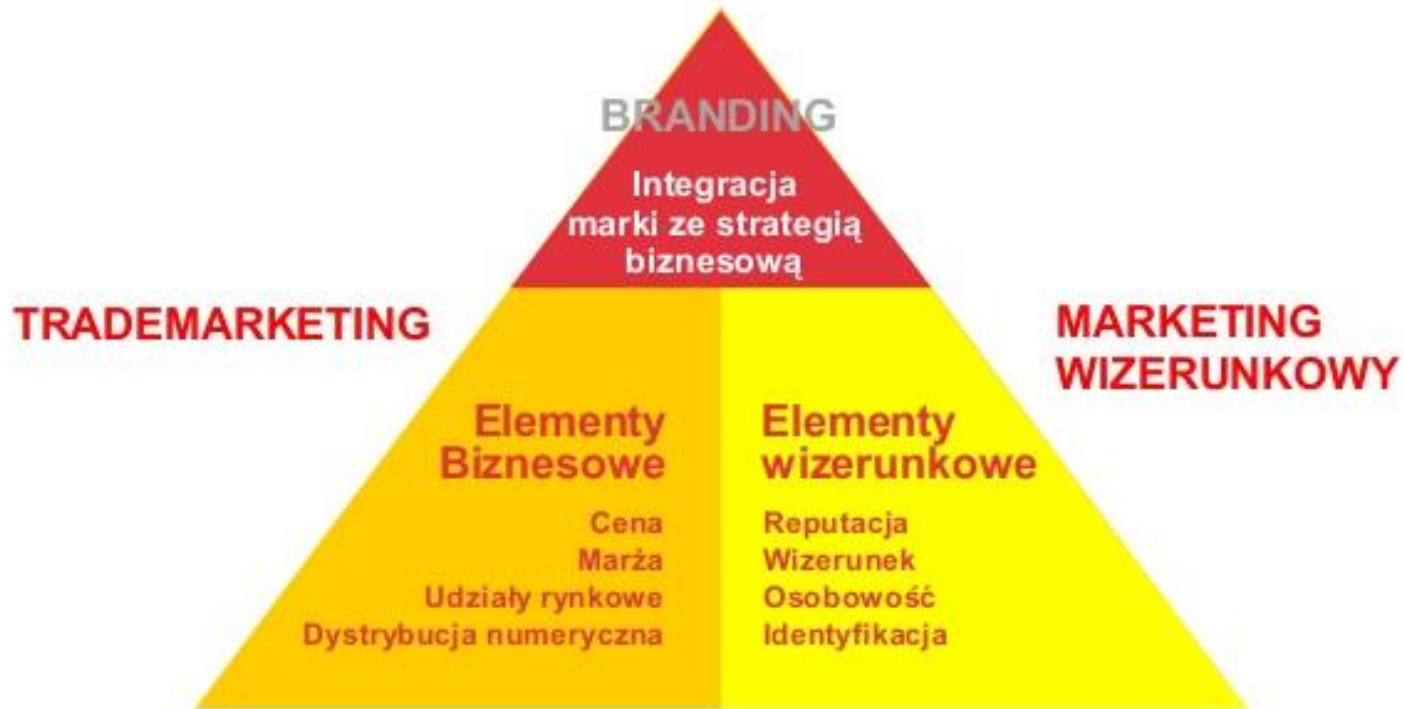 BRANDING
Integracja
marki ze strategią
biznesową
TRADEMARKETING
MARKETING
WIZERUNKOWY
Elementy
Biznesowe
Cena
Marża
Udziały rynkowe
Dystrybucja numeryczna
Elementy
wizerunkowe
Reputacja
Wizerunek
Osobowość
Identyfikacja